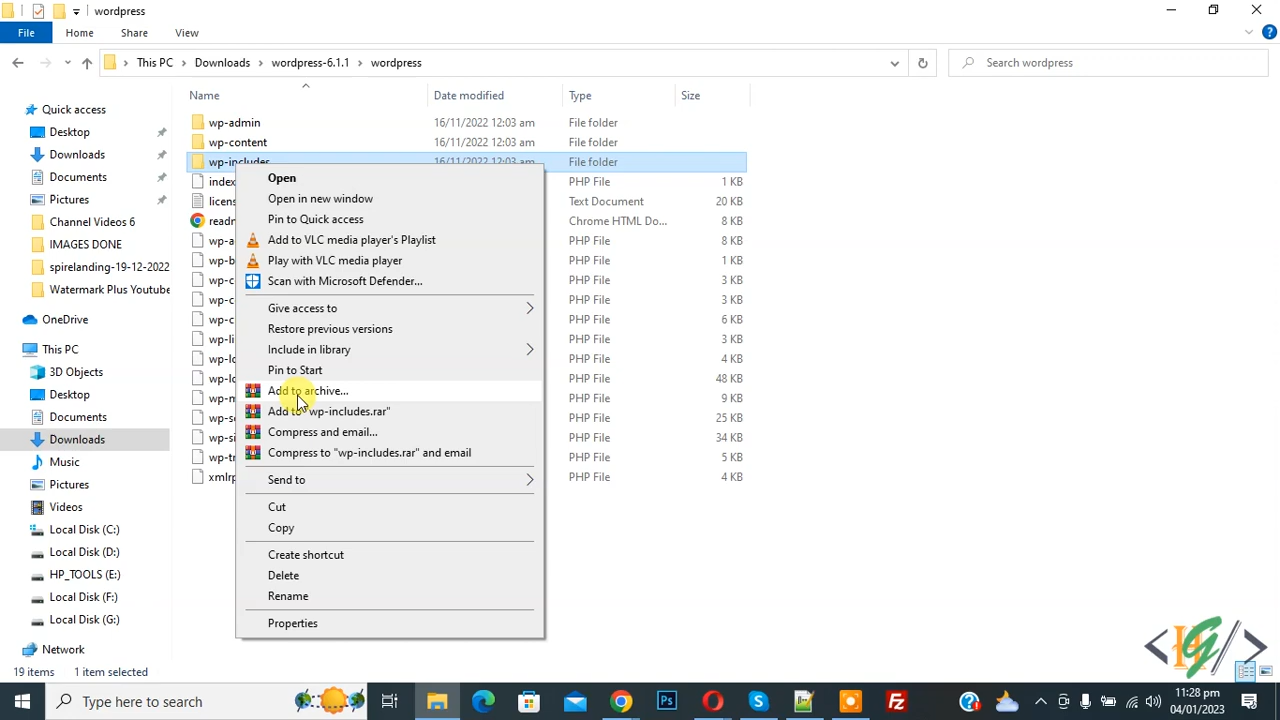 wordpress
File Home Share View
This PC > Downloads > wordpress-6.1.1 > wordpress
Search wordpress
Name Date modified Type Size
Quick access
Desktop
Downloads
Documents
Pictures
Channel Videos 6
IMAGES DONE
spirelanding-19-12-2022
Watermark Plus Youtube
OneDrive
This PC
3D Objects
Desktop
Documents
Downloads
Music
Pictures
Videos
Local Disk (C:)
Local Disk (D:)
HP_TOOLS (E:)
Local Disk (F:)
Local Disk (G:)
Network
wp-admin 16/11/2022 12:03 am File folder
wp-content 16/11/2022 12:03 am File folder
wp-includes 16/11/2022 12:03 am File folder
index PHP File 1 KB
licens Text Document 20 KB
readn Chrome HTML Do... 8 KB
wp-a PHP File 8 KB
wp-b PHP File 1 KB
wp-c PHP File 3 KB
wp-c PHP File 3 KB
wp-c PHP File 6 KB
wp-li PHP File 3 KB
wp-lo PHP File 4 KB
wp-lo PHP File 48 KB
wp-m PHP File 9 KB
wp-se PHP File 25 KB
wp-si PHP File 34 KB
wp-tr PHP File 5 KB
xmlrp PHP File 4 KB
Open
Open in new window
Pin to Quick access
Add to VLC media player's Playlist
Play with VLC media player
Scan with Microsoft Defender...
Give access to
Restore previous versions
Include in library
Pin to Start
Add to archive...
Add to "wp-includes.rar"
Compress and email...
Compress to "wp-includes.rar" and email
Send to
Cut
Copy
Create shortcut
Delete
Rename
Properties
19 items 1 item selected
Type here to search
11:28 pm
04/01/2023